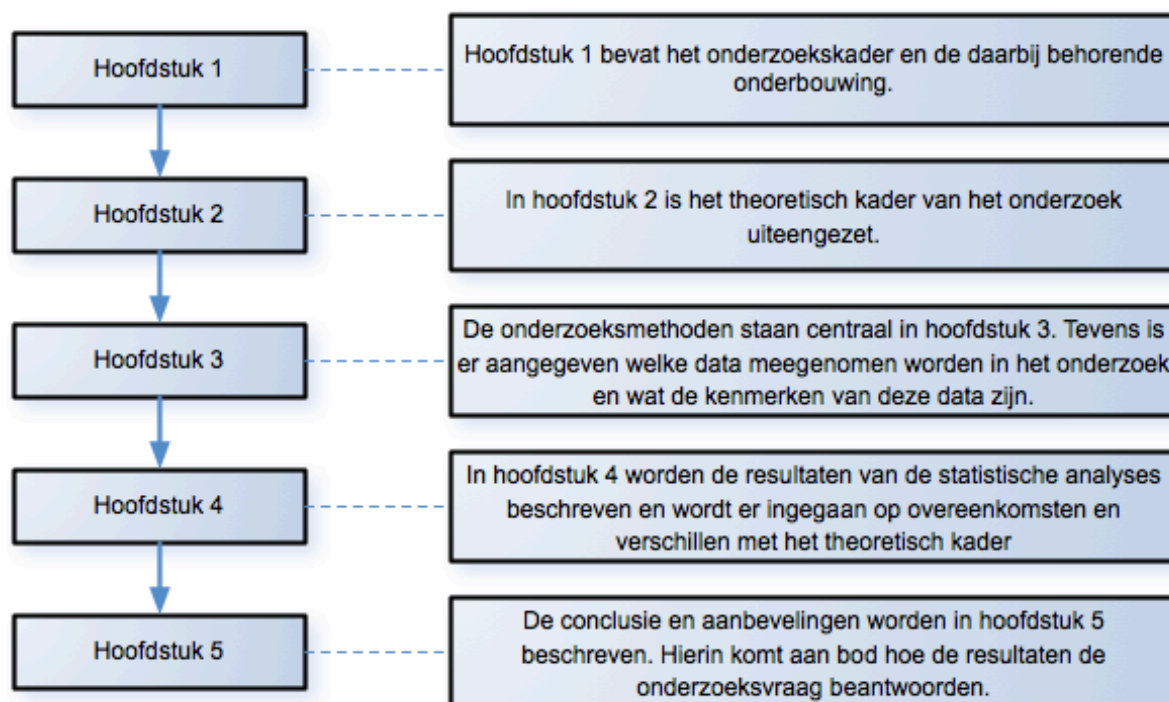 Hoofdstuk 1
Hoofdstuk 1 bevat het onderzoekskader en de daarbij behorende
onderbouwing.
Hoofdstuk 2
In hoofdstuk 2 is het theoretisch kader van het onderzoek
uiteengezet.
Hoofdstuk 3
De onderzoeksmethoden staan centraal in hoofdstuk 3. Tevens is
er aangegeven welke data meegenomen worden in het onderzoek
en wat de kenmerken van deze data zijn.
Hoofdstuk 4
In hoofdstuk 4 worden de resultaten van de statistische analyses
beschreven en wordt er ingegaan op overeenkomsten en
verschillen met het theoretisch kader
Hoofdstuk 5
De conclusie en aanbevelingen worden in hoofdstuk 5
beschreven. Hierin komt aan bod hoe de resultaten de
onderzoeksvraag beantwoorden.